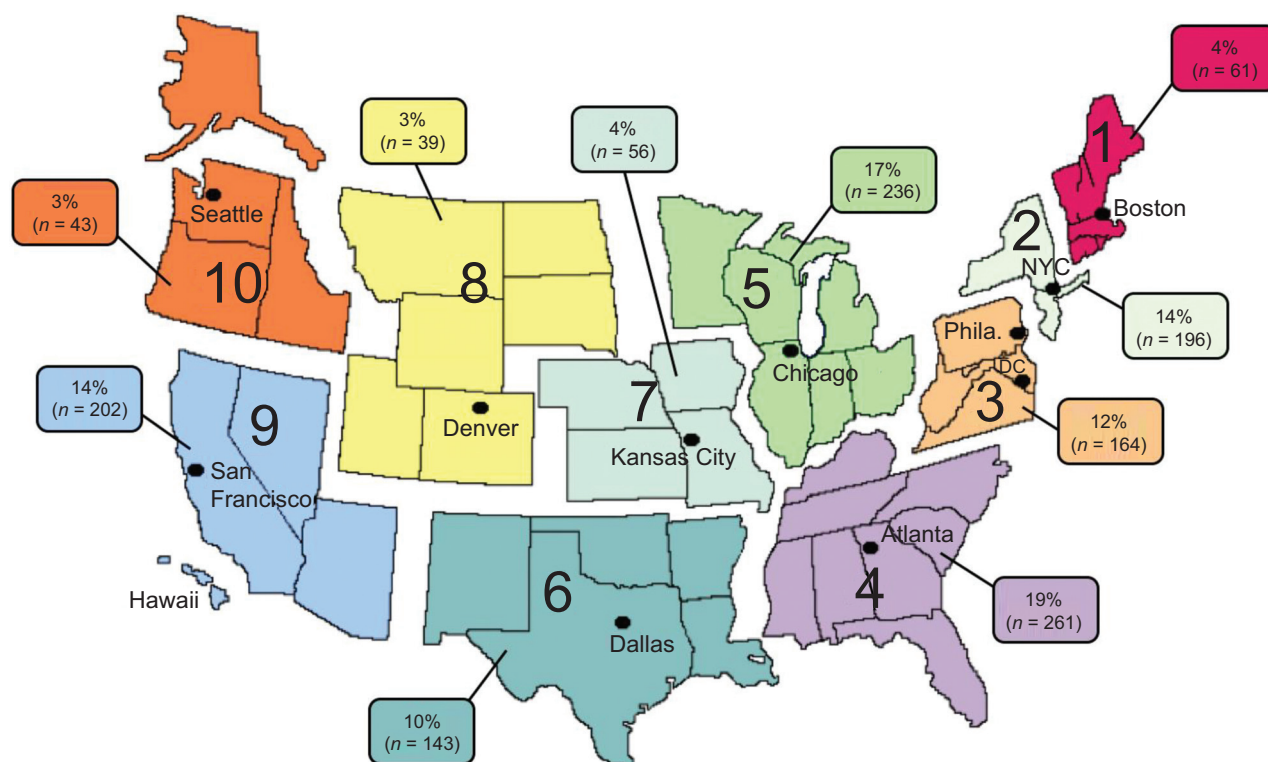 4%
(n = 61)
3%
(n = 39)
4%
(n = 56)
17%
(n = 236)
1
Boston
3%
(n = 43)
Seattle
10
8
5
2
NYC
14%
(n = 196)
Phila.
DC
3
12%
(n = 164)
14%
(n = 202)
9
San
Francisco
Denver
7
Kansas City
Chicago
Atlanta
4
19%
(n = 261)
Hawaii
6
Dallas
10%
(n = 143)